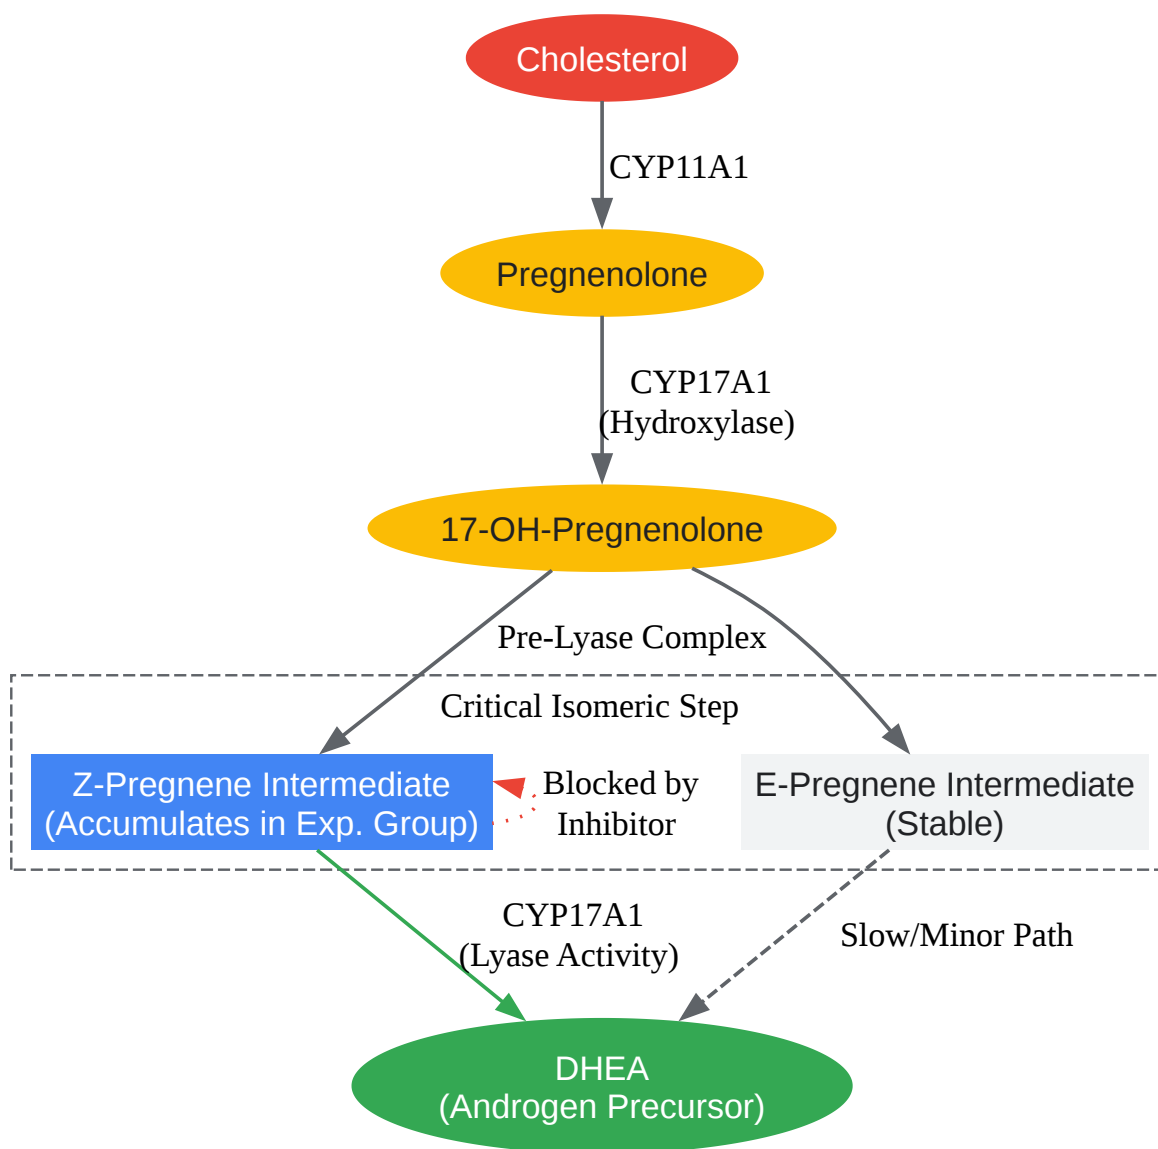 Cholesterol
CYP11A1
Pregnenolone
CYP17A1
(Hydroxylase)
17-OH-Pregnenolone
Pre-Lyase Complex
Critical Isomeric Step
Z-Pregnene Intermediate
(Accumulates in Exp. Group)
Blocked by
Inhibitor
E-Pregnene Intermediate
(Stable)
CYP17A1
(Lyase Activity)
Slow/Minor Path
DHEA
(Androgen Precursor)